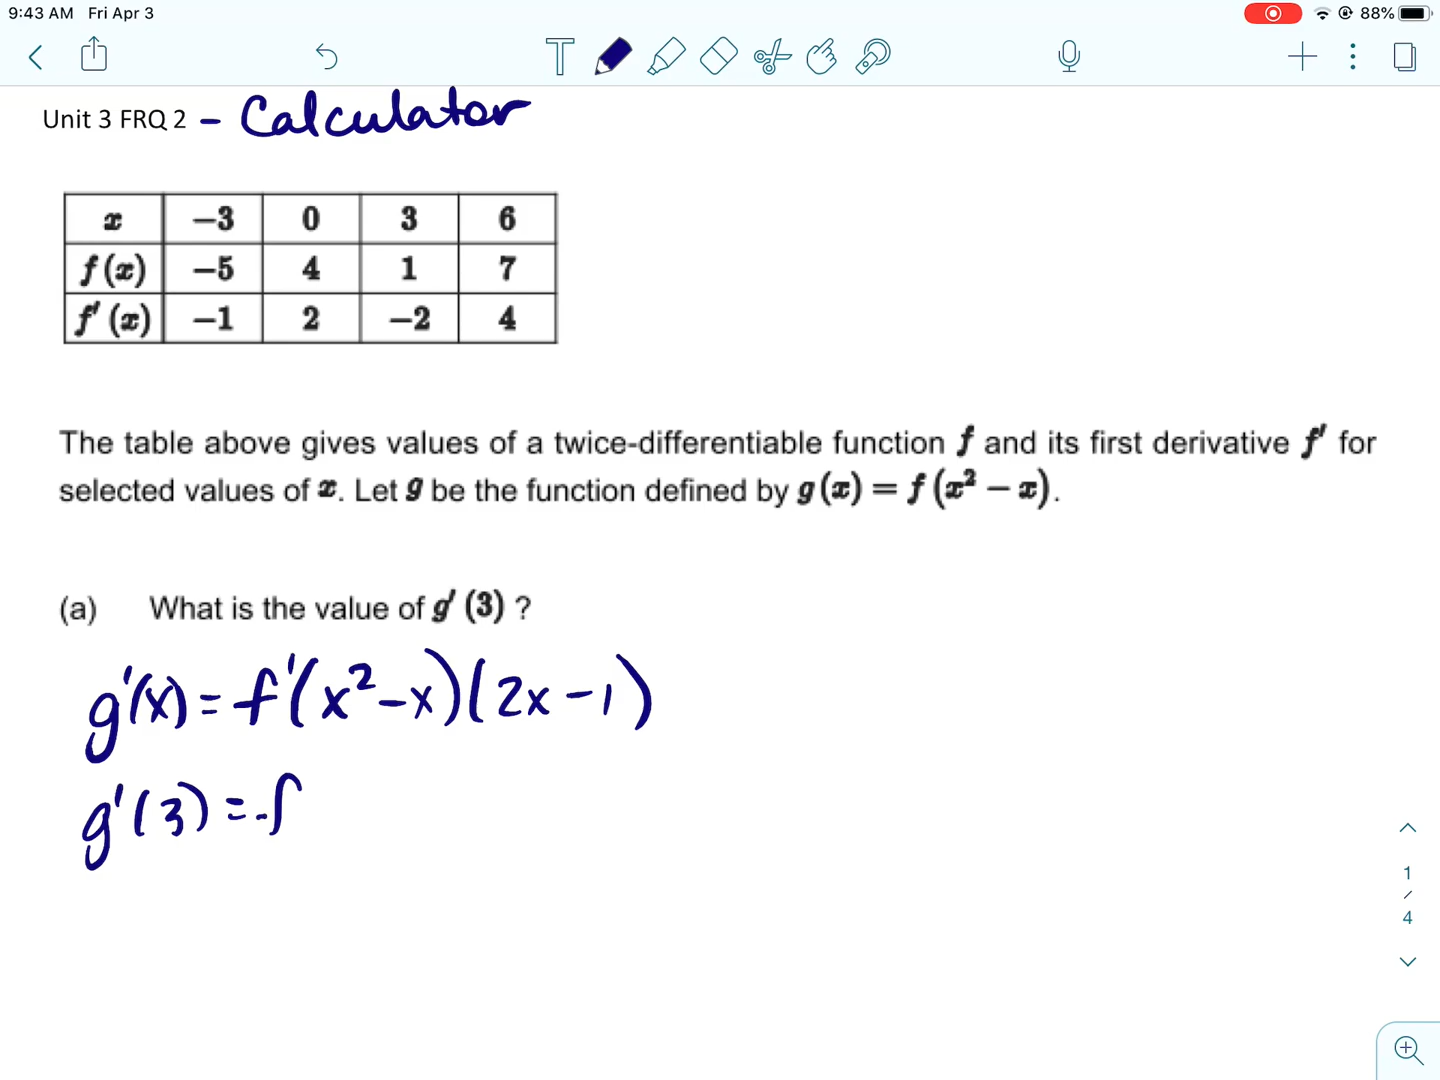 9:43 AM Fri Apr 3 88%
T
Unit 3 FRQ 2 - Calculator
x −3 0 3 6
f (x) −5 4 1 7
f′ (x) −1 2 −2 4
The table above gives values of a twice-differentiable function f and its first derivative f′ for
selected values of x. Let g be the function defined by g (x) = f (x² − x).
(a) What is the value of g′ (3) ?
g'(x) = f'(x² - x)(2x - 1)
g'(3) = f
1
/
4